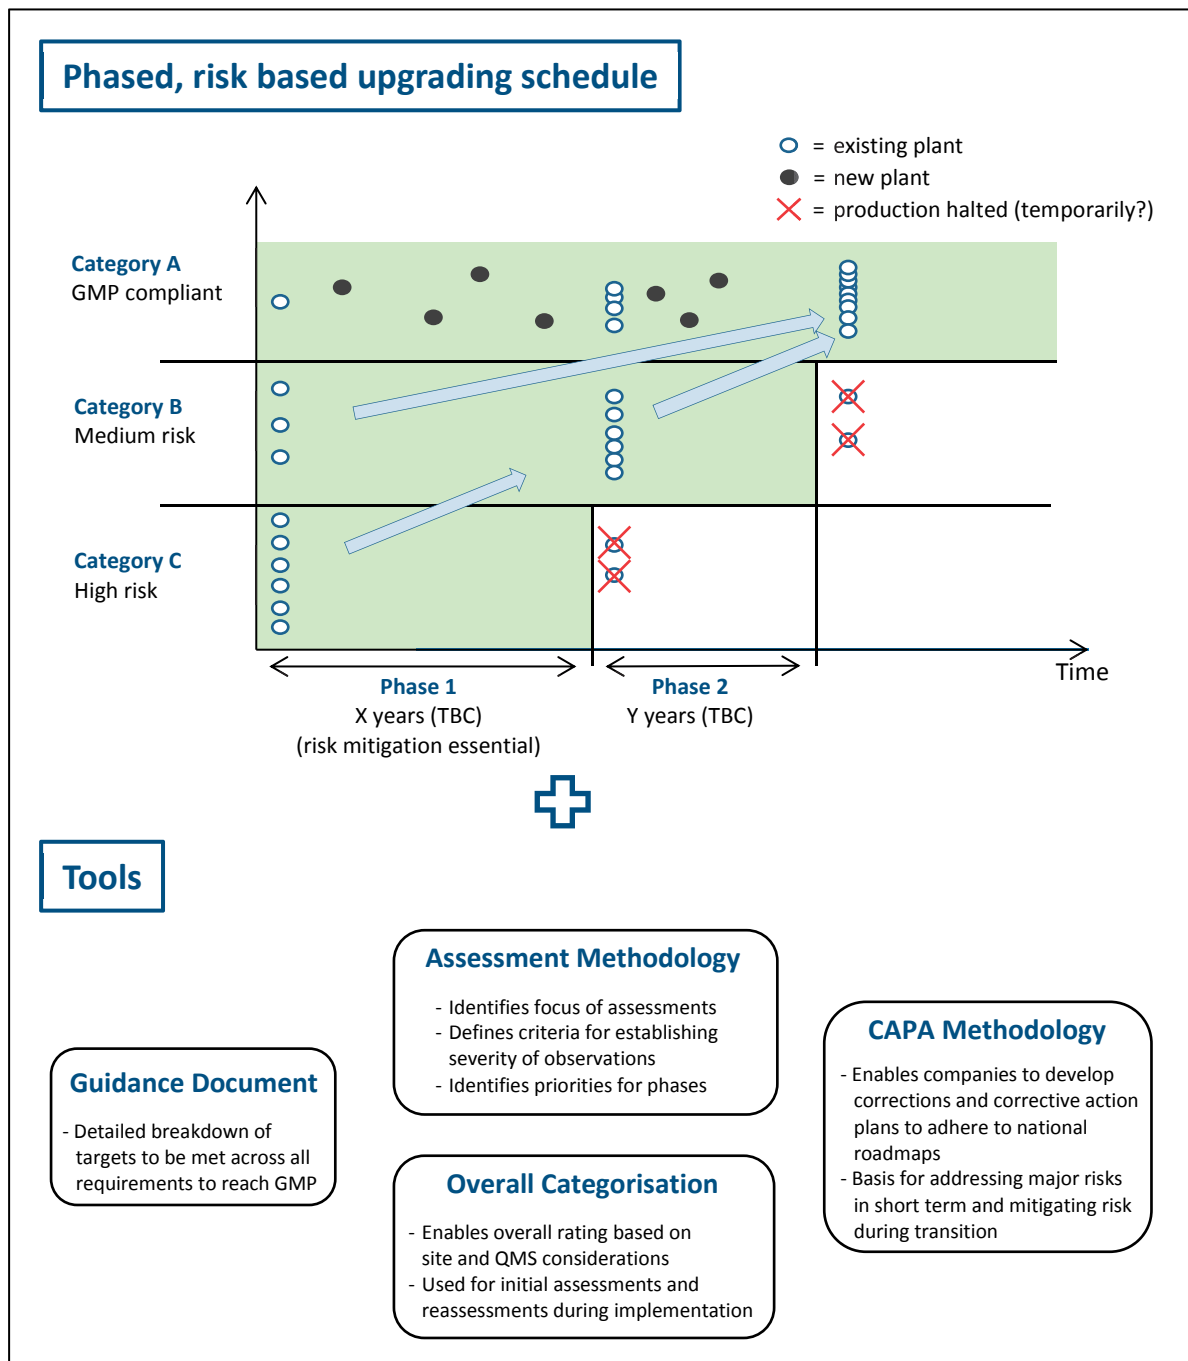 Phased, risk based upgrading schedule
= existing plant
= new plant
= production halted (temporarily?)
Category A
GMP compliant
Category B
Medium risk
Category C
High risk
Time
Phase 1
X years (TBC)
(risk mitigation essential)
Phase 2
Y years (TBC)
Tools
Guidance Document
- Detailed breakdown of
targets to be met across all
requirements to reach GMP
Assessment Methodology
- Identifies focus of assessments
- Defines criteria for establishing
severity of observations
- Identifies priorities for phases
Overall Categorisation
- Enables overall rating based on
site and QMS considerations
- Used for initial assessments and
reassessments during implementation
CAPA Methodology
- Enables companies to develop
corrections and corrective action
plans to adhere to national
roadmaps
- Basis for addressing major risks
in short term and mitigating risk
during transition